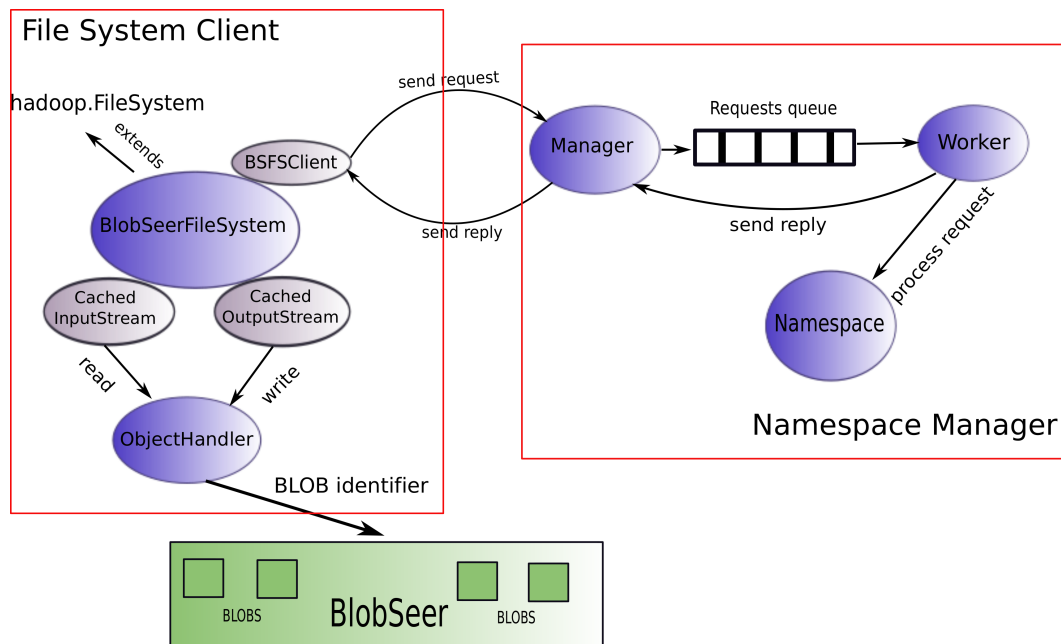 File System Client
hadoop.FileSystem
extends
BSFSClient
BlobSeerFileSystem
Cached
InputStream
Cached
OutputStream
read
write
ObjectHandler
BLOB identifier
send request
send reply
Manager
Requests queue
Worker
send reply
process request
Namespace
Namespace Manager
BLOBS
BlobSeer
BLOBS